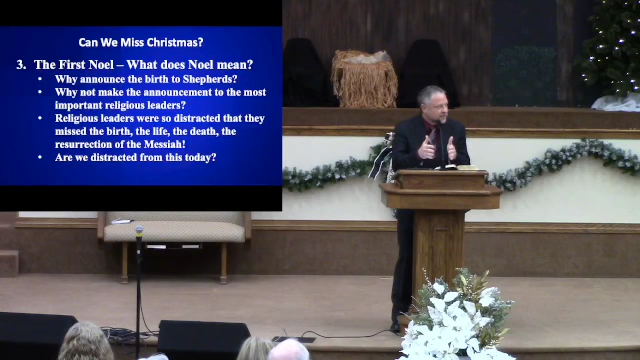 Can We Miss Christmas?
3. The First Noel – What does Noel mean?
• Why announce the birth to Shepherds?
• Why not make the announcement to the most
important religious leaders?
• Religious leaders were so distracted that they
missed the birth, the life, the death, the
resurrection of the Messiah!
• Are we distracted from this today?